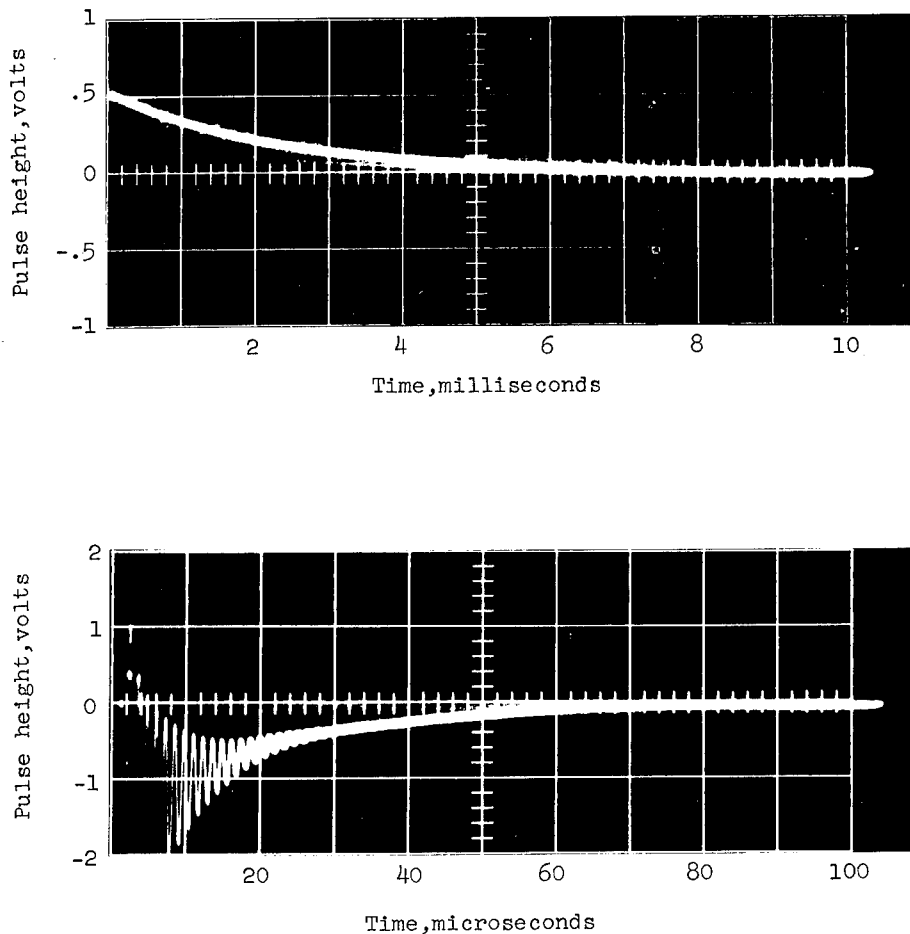 Pulse height,volts
1
.5
0
-.5
-1
2 4 6 8 10
Time,milliseconds
Pulse height,volts
2
1
0
-1
-2
20 40 60 80 100
Time,microseconds